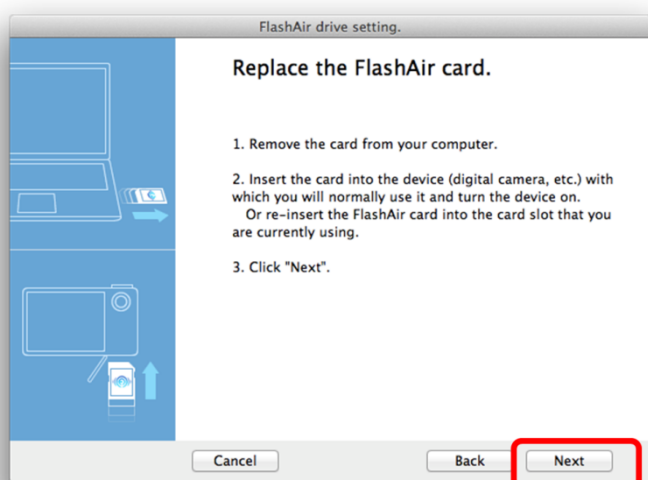 FlashAir drive setting.
Replace the FlashAir card.
1. Remove the card from your computer.
2. Insert the card into the device (digital camera, etc.) with
which you will normally use it and turn the device on.
Or re-insert the FlashAir card into the card slot that you
are currently using.
3. Click "Next".
Cancel
Back
Next